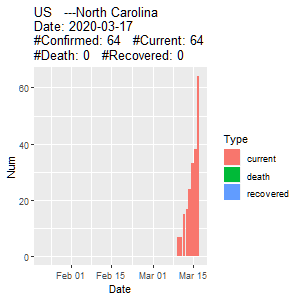 US   ---North Carolina
Date: 2020-03-17
#Confirmed: 64   #Current: 64
#Death: 0   #Recovered: 0
60
40
20
0
Num
Feb 01
Feb 15
Mar 01
Mar 15
Date
Type
current
death
recovered